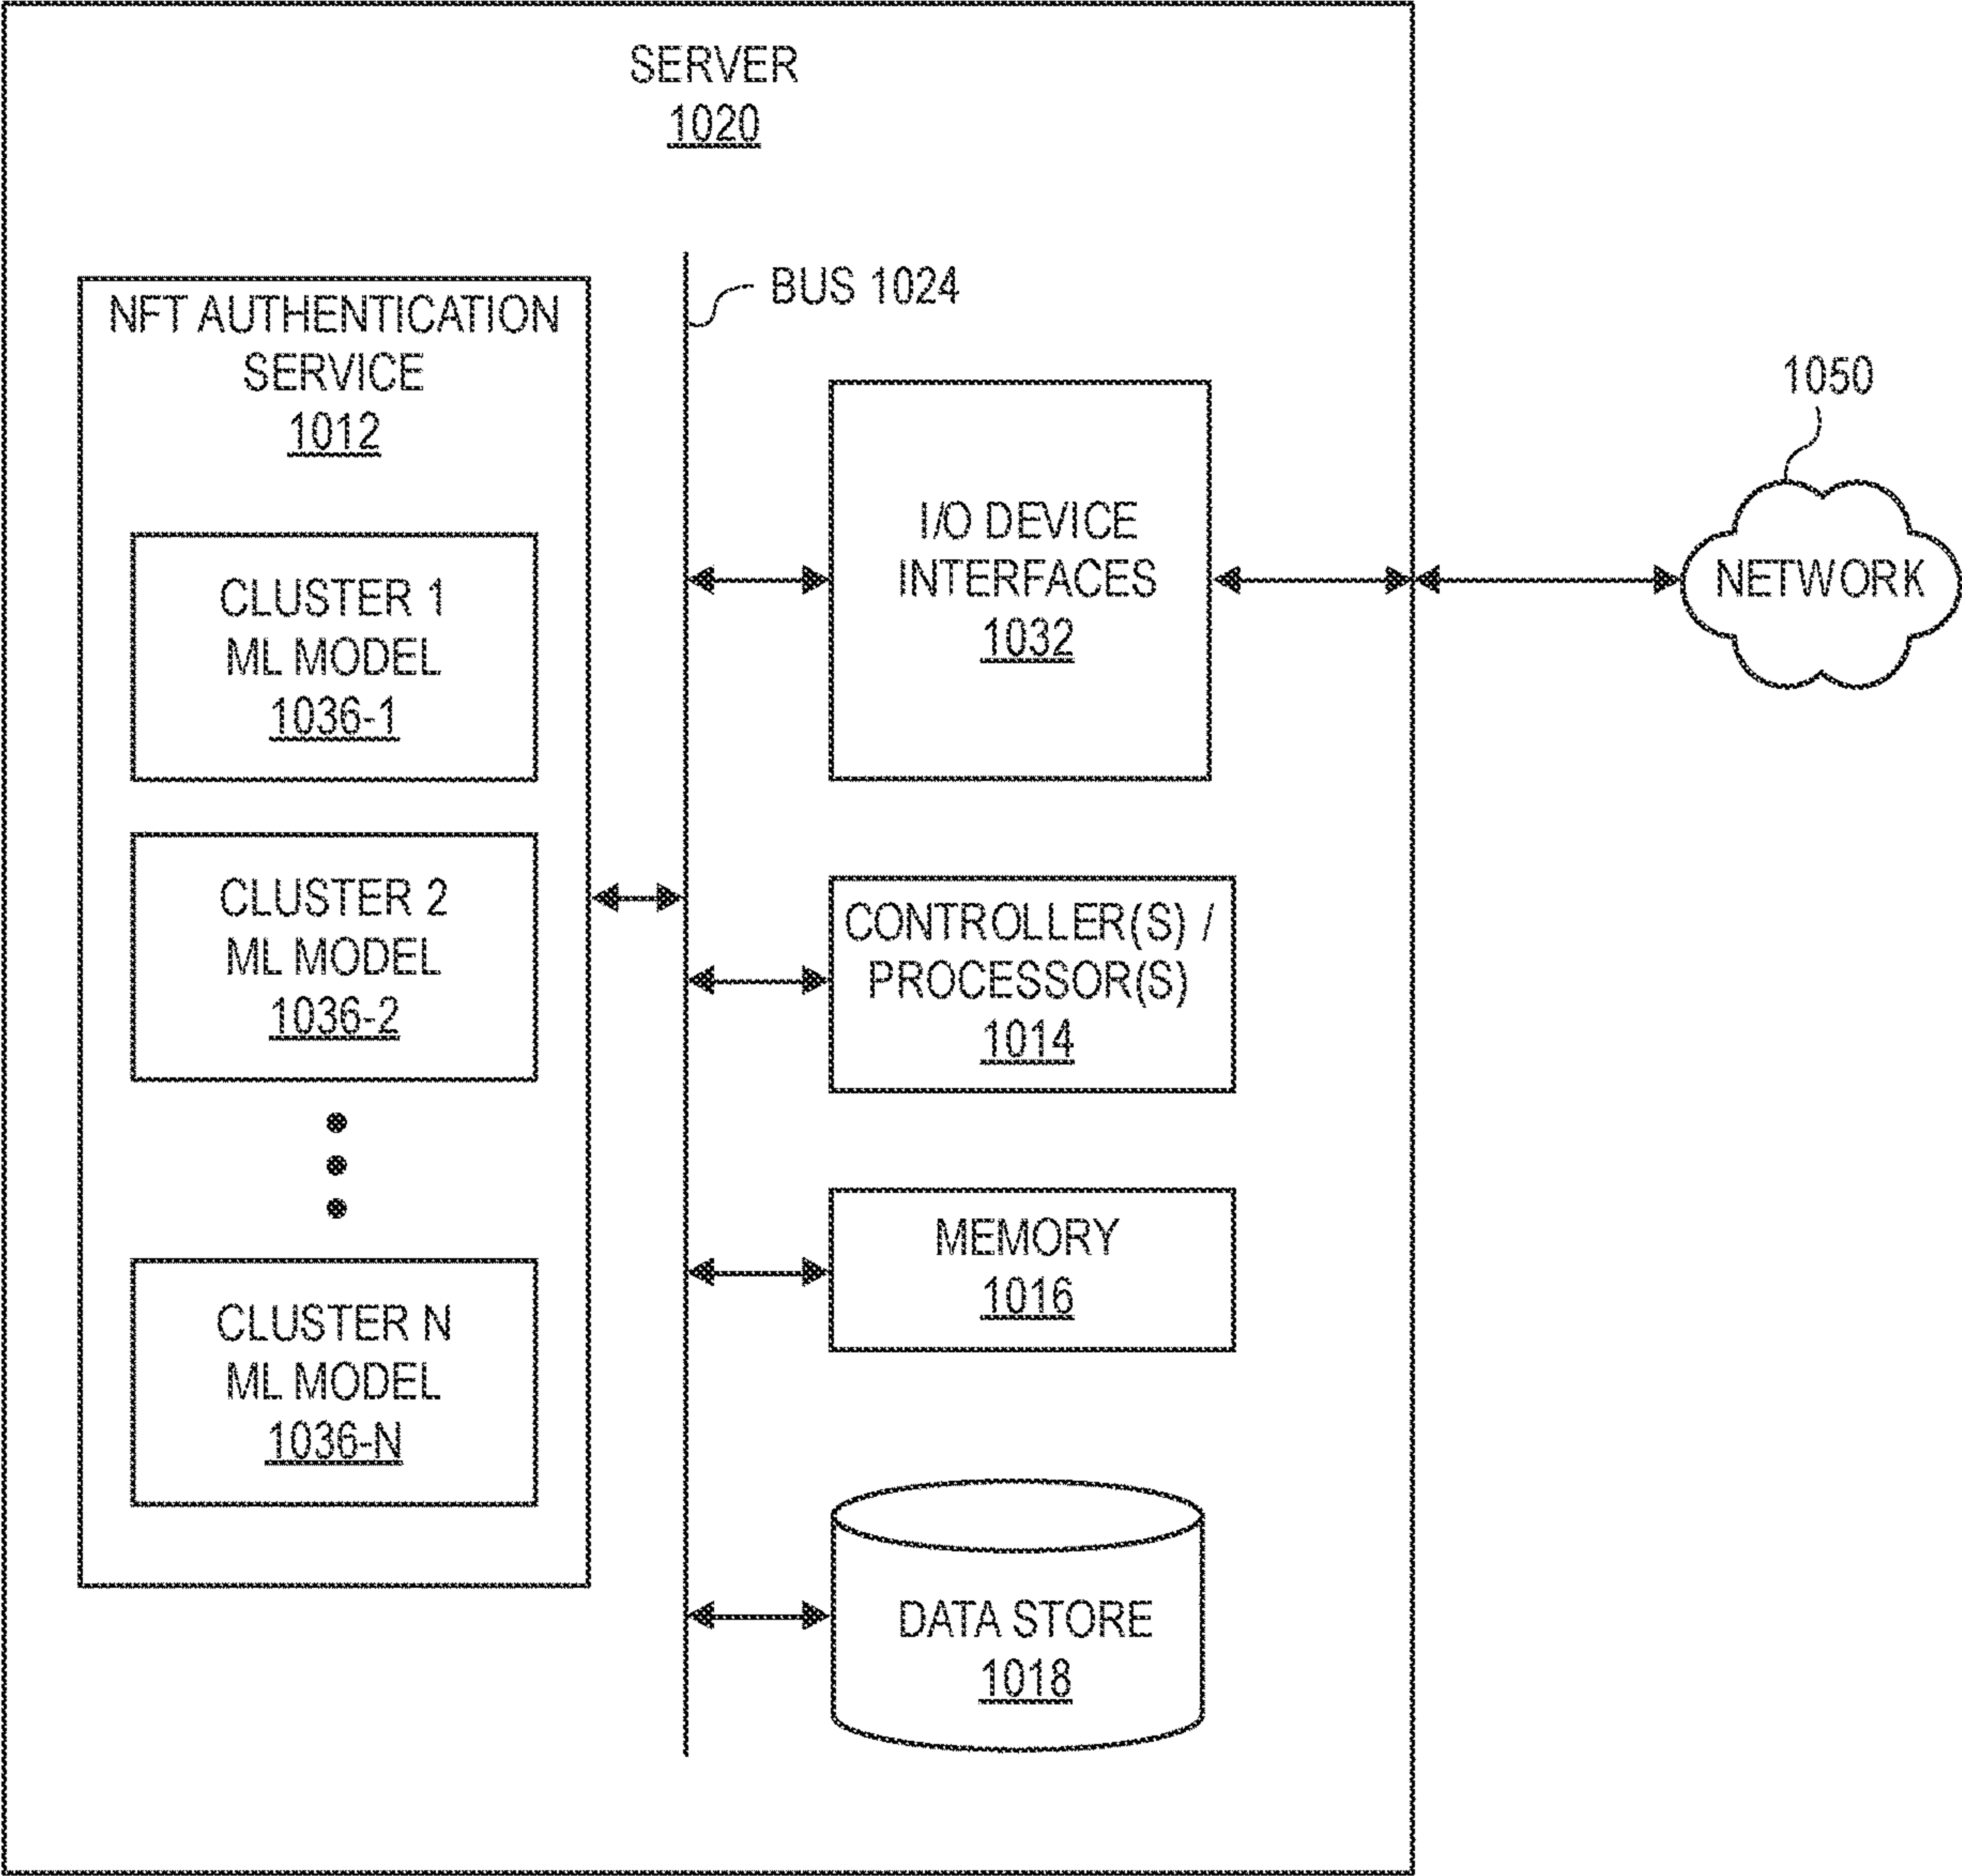 SERVER
1020
NFT AUTHENTICATION
SERVICE
1012
CLUSTER 1
ML MODEL
1036-1
CLUSTER 2
ML MODEL
1036-2
CLUSTER N
ML MODEL
1036-N
BUS 1024
I/O DEVICE
INTERFACES
1032
CONTROLLER(S) /
PROCESSOR(S)
1014
MEMORY
1016
DATA STORE
1018
1050
NETWORK